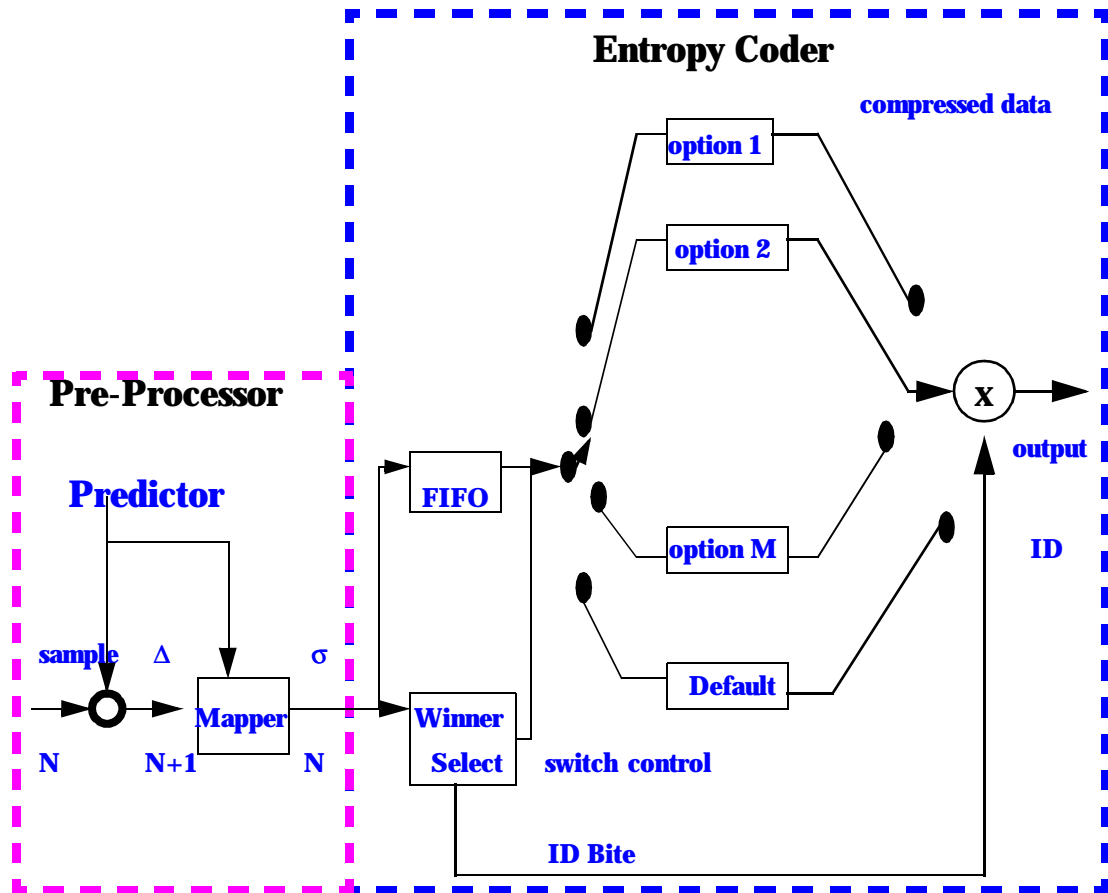 Entropy Coder
compressed data
option 1
option 2
Pre-Processor
x
output
Predictor
FIFO
option M
ID
sample Δ σ
Default
Mapper
Winner
Select
N N+1 N
switch control
ID Bite